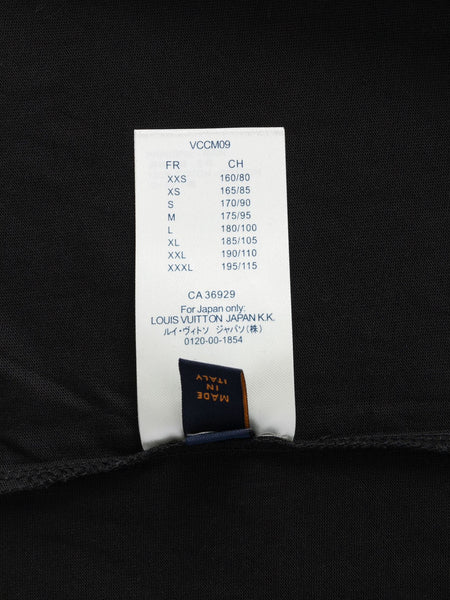 VCCM09
FR CH
XXS 160/80
XS 165/85
S 170/90
M 175/95
L 180/100
XL 185/105
XXL 190/110
XXXL 195/115
CA 36929
For Japan only:
LOUIS VUITTON JAPAN K.K.
ルイ・ヴィトン ジャパン(株)
0120-00-1854
MADE
IN
ITALY